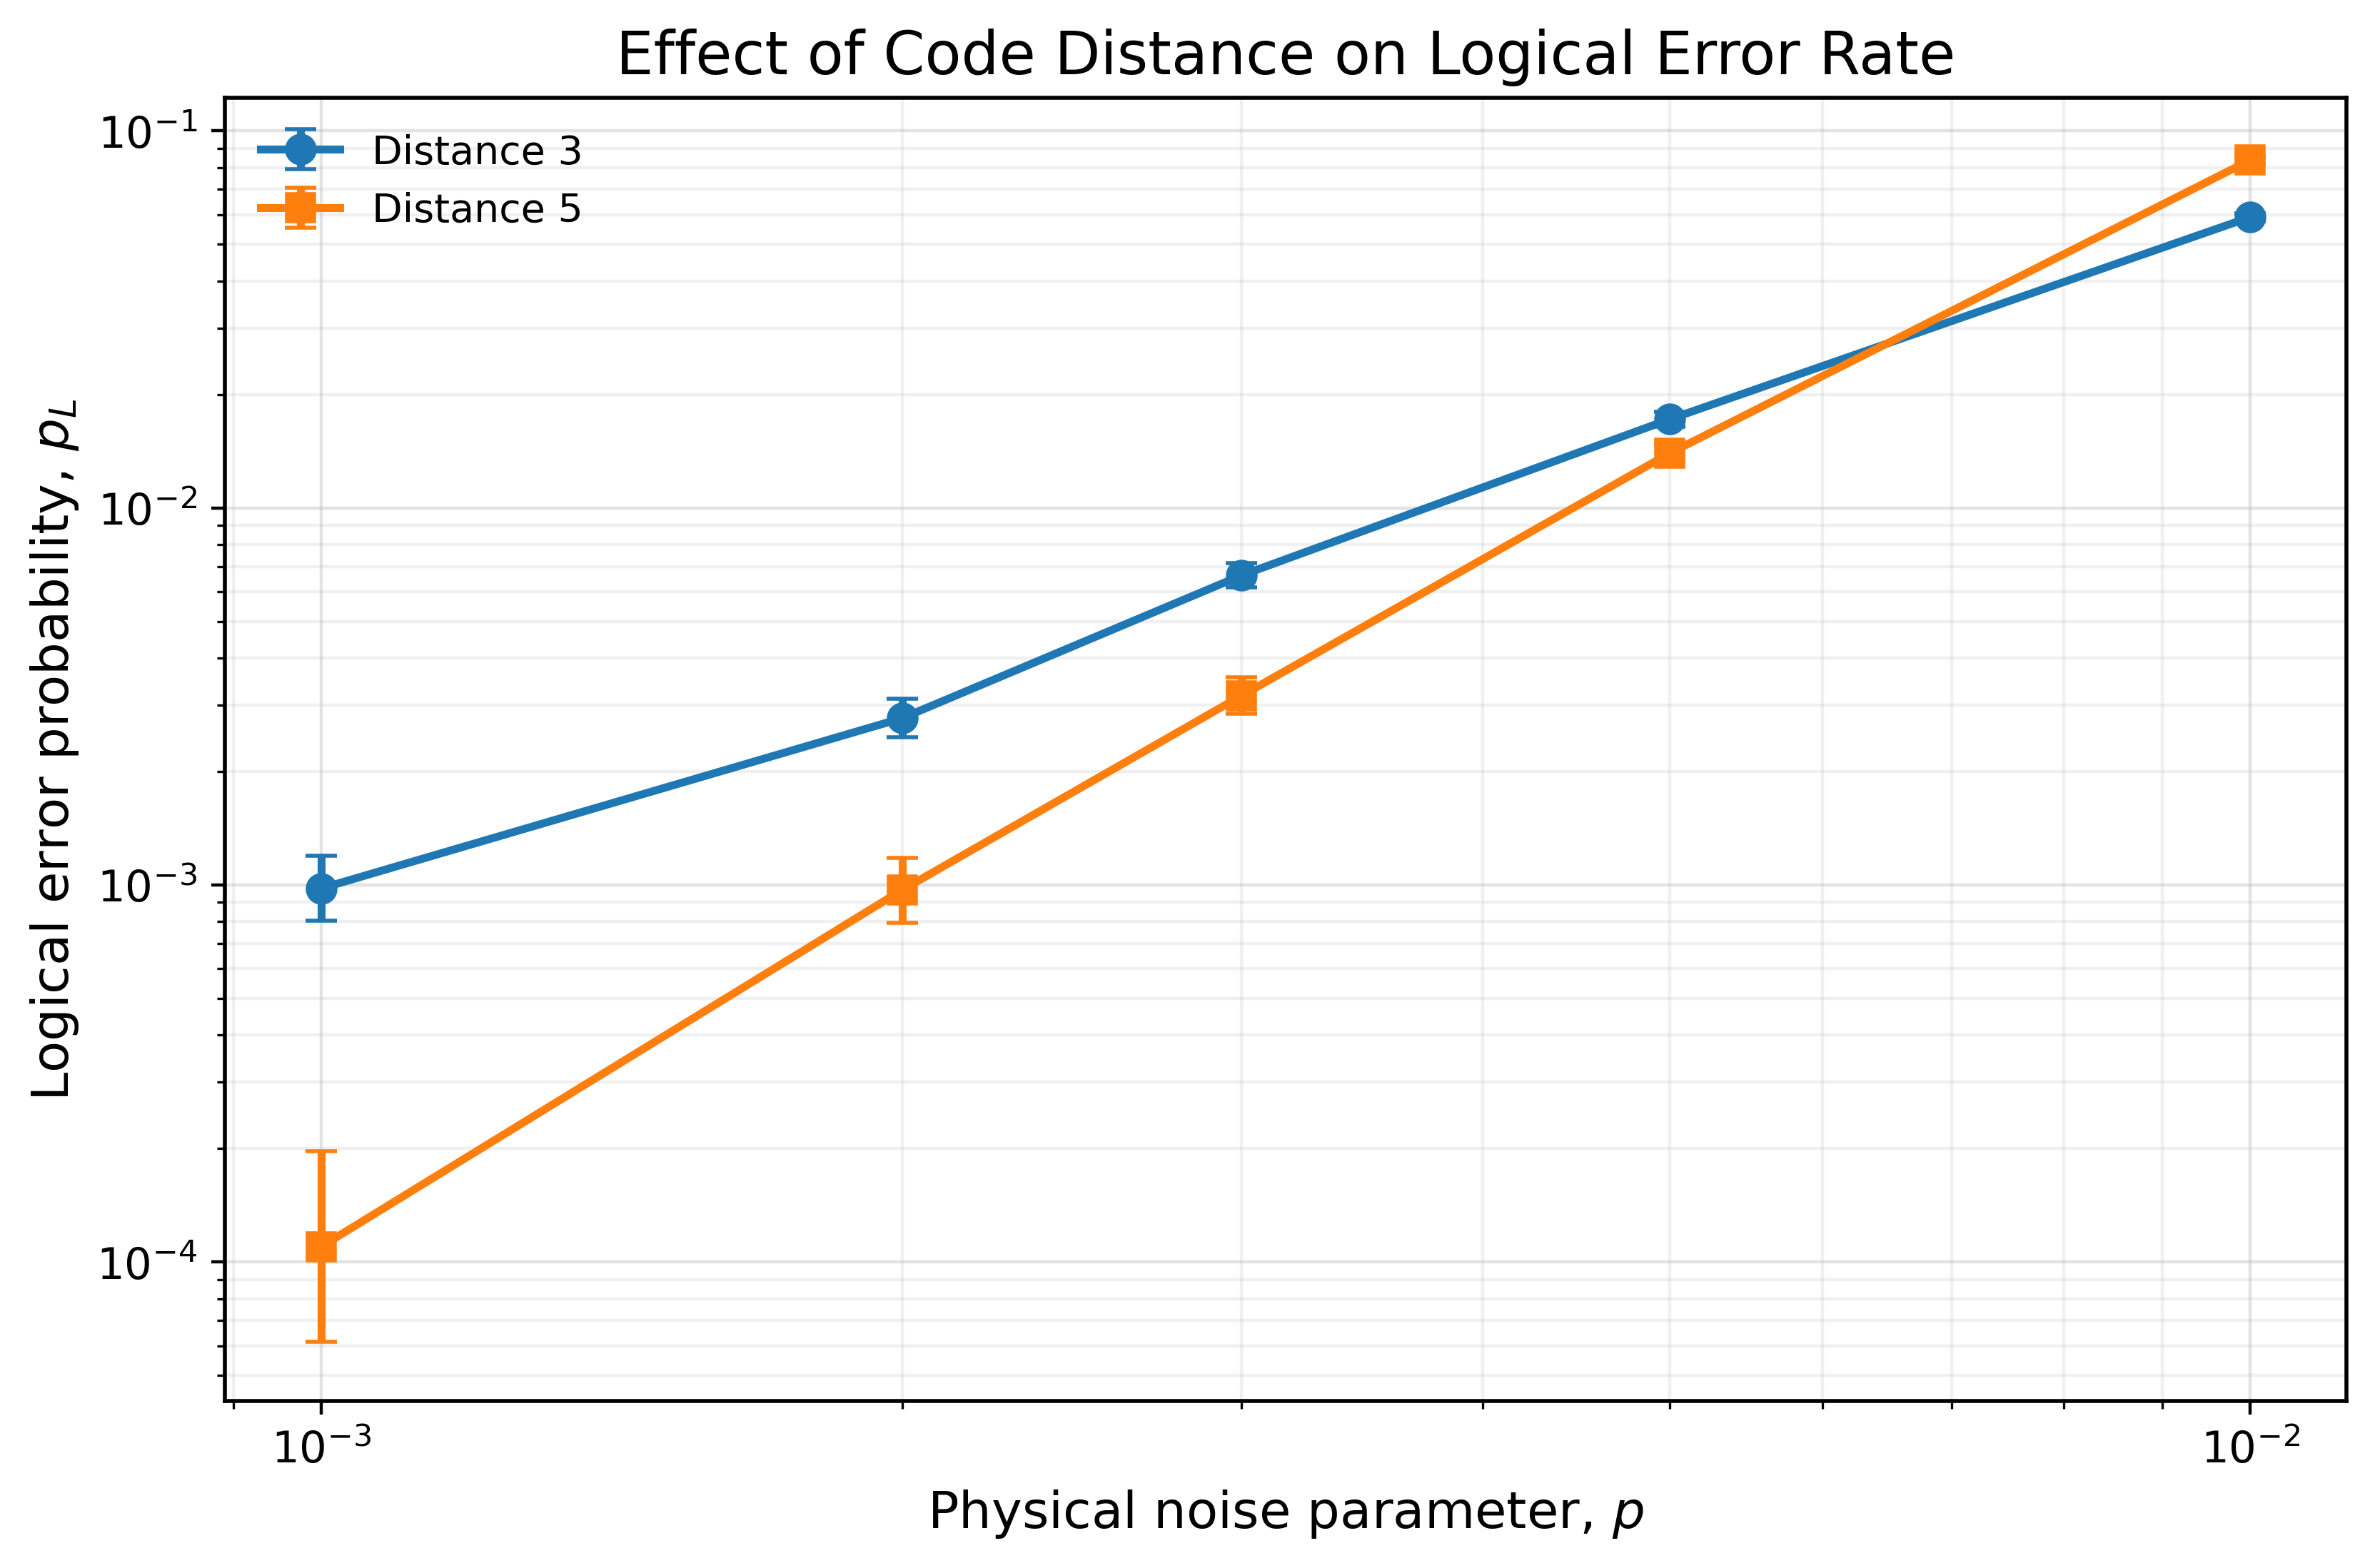 Effect of Code Distance on Logical Error Rate
Distance 3
Distance 5
Logical error probability, p_L
10⁻¹
10⁻²
10⁻³
10⁻⁴
10⁻³
10⁻²
Physical noise parameter, p